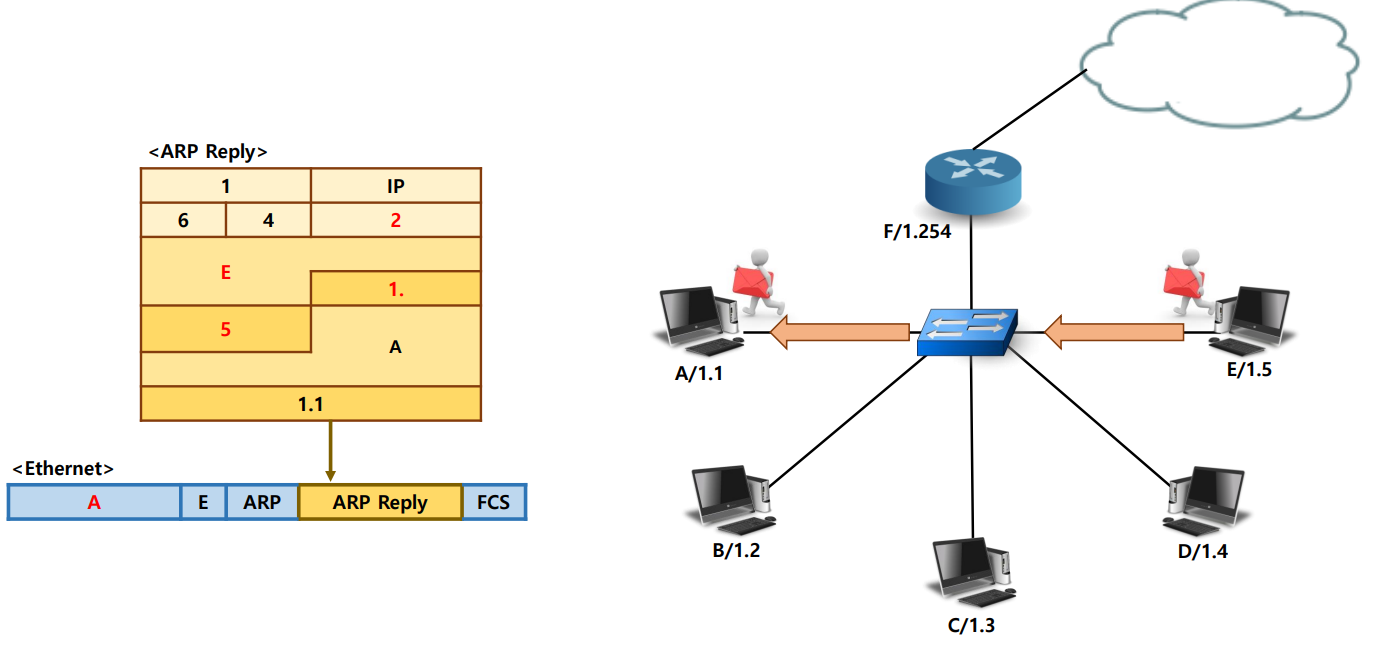 <ARP Reply>
1 IP
6 4 2
E
1.
5
A
1.1
<Ethernet>
A E ARP ARP Reply FCS
F/1.254
A/1.1
E/1.5
B/1.2
D/1.4
C/1.3